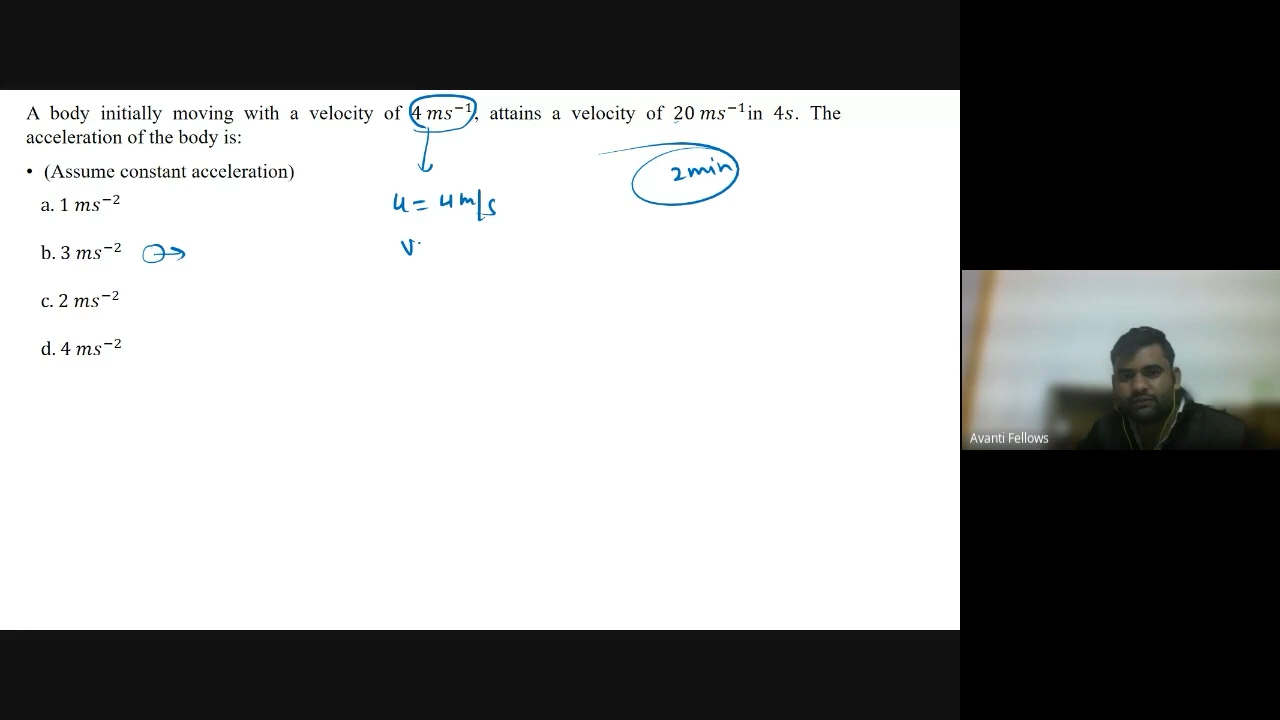 A body initially moving with a velocity of 4 ms⁻¹, attains a velocity of 20 ms⁻¹ in 4s. The
acceleration of the body is:
• (Assume constant acceleration)
2min
a. 1 ms⁻²
u = 4m/s
b. 3 ms⁻²
v
c. 2 ms⁻²
d. 4 ms⁻²
Avanti Fellows